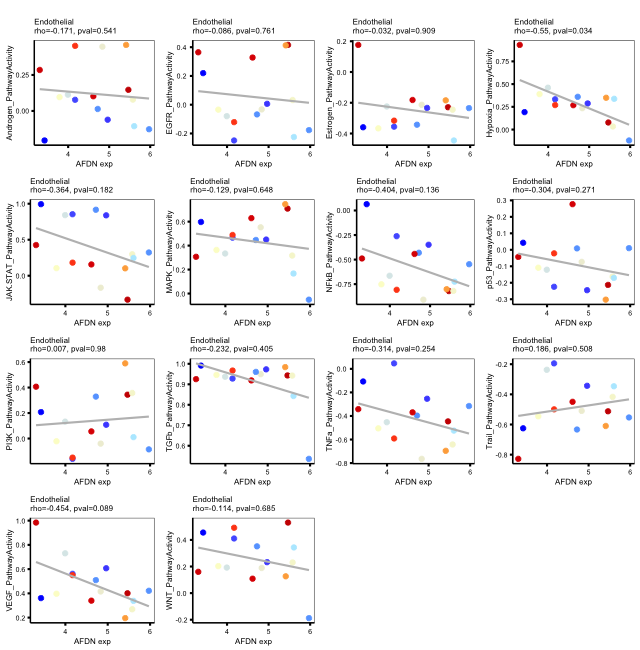 Endothelial
rho=-0.171, pval=0.541
Androgen_PathwayActivity
0.25
0.00
4
5
6
AFDN exp
Endothelial
rho=-0.086, pval=0.761
EGFR_PathwayActivity
0.4
0.2
0.0
-0.2
4
5
6
AFDN exp
Endothelial
rho=-0.032, pval=0.909
Estrogen_PathwayActivity
0.2
0.0
-0.2
-0.4
4
5
6
AFDN exp
Endothelial
rho=-0.55, pval=0.034
Hypoxia_PathwayActivity
0.75
0.50
0.25
0.00
4
5
6
AFDN exp
Endothelial
rho=-0.364, pval=0.182
JAK.STAT_PathwayActivity
1.0
0.5
0.0
4
5
6
AFDN exp
Endothelial
rho=-0.129, pval=0.648
MAPK_PathwayActivity
0.6
0.4
0.2
0.0
4
5
6
AFDN exp
Endothelial
rho=-0.404, pval=0.136
NFkB_PathwayActivity
0.00
-0.25
-0.50
-0.75
4
5
6
AFDN exp
Endothelial
rho=-0.304, pval=0.271
p53_PathwayActivity
0.3
0.2
0.1
0.0
-0.1
-0.2
-0.3
4
5
6
AFDN exp
Endothelial
rho=0.007, pval=0.98
PI3K_PathwayActivity
0.6
0.4
0.2
0.0
4
5
6
AFDN exp
Endothelial
rho=-0.232, pval=0.405
TGFb_PathwayActivity
1.0
0.9
0.8
0.7
0.6
4
5
6
AFDN exp
Endothelial
rho=-0.314, pval=0.254
TNFa_PathwayActivity
0.0
-0.2
-0.4
-0.6
-0.8
4
5
6
AFDN exp
Endothelial
rho=0.186, pval=0.508
Trail_PathwayActivity
-0.2
-0.4
-0.6
-0.8
4
5
6
AFDN exp
Endothelial
rho=-0.454, pval=0.089
VEGF_PathwayActivity
1.0
0.8
0.6
0.4
0.2
4
5
6
AFDN exp
Endothelial
rho=-0.114, pval=0.685
WNT_PathwayActivity
0.4
0.2
0.0
-0.2
4
5
6
AFDN exp